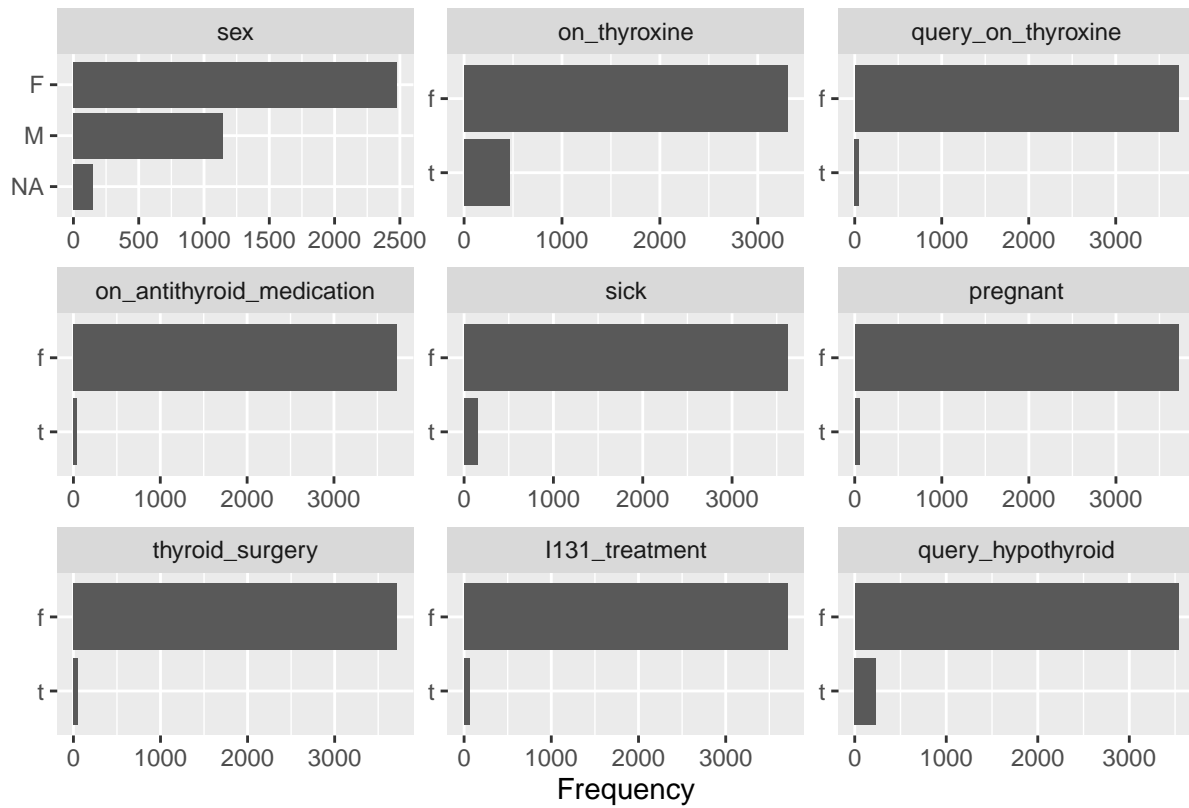 sex
F
M
NA
0 500 1000 1500 2000 2500
on_thyroxine
f
t
0 1000 2000 3000
query_on_thyroxine
f
t
0 1000 2000 3000
on_antithyroid_medication
f
t
0 1000 2000 3000
sick
f
t
0 1000 2000 3000
pregnant
f
t
0 1000 2000 3000
thyroid_surgery
f
t
0 1000 2000 3000
I131_treatment
f
t
0 1000 2000 3000
query_hypothyroid
f
t
0 1000 2000 3000
Frequency